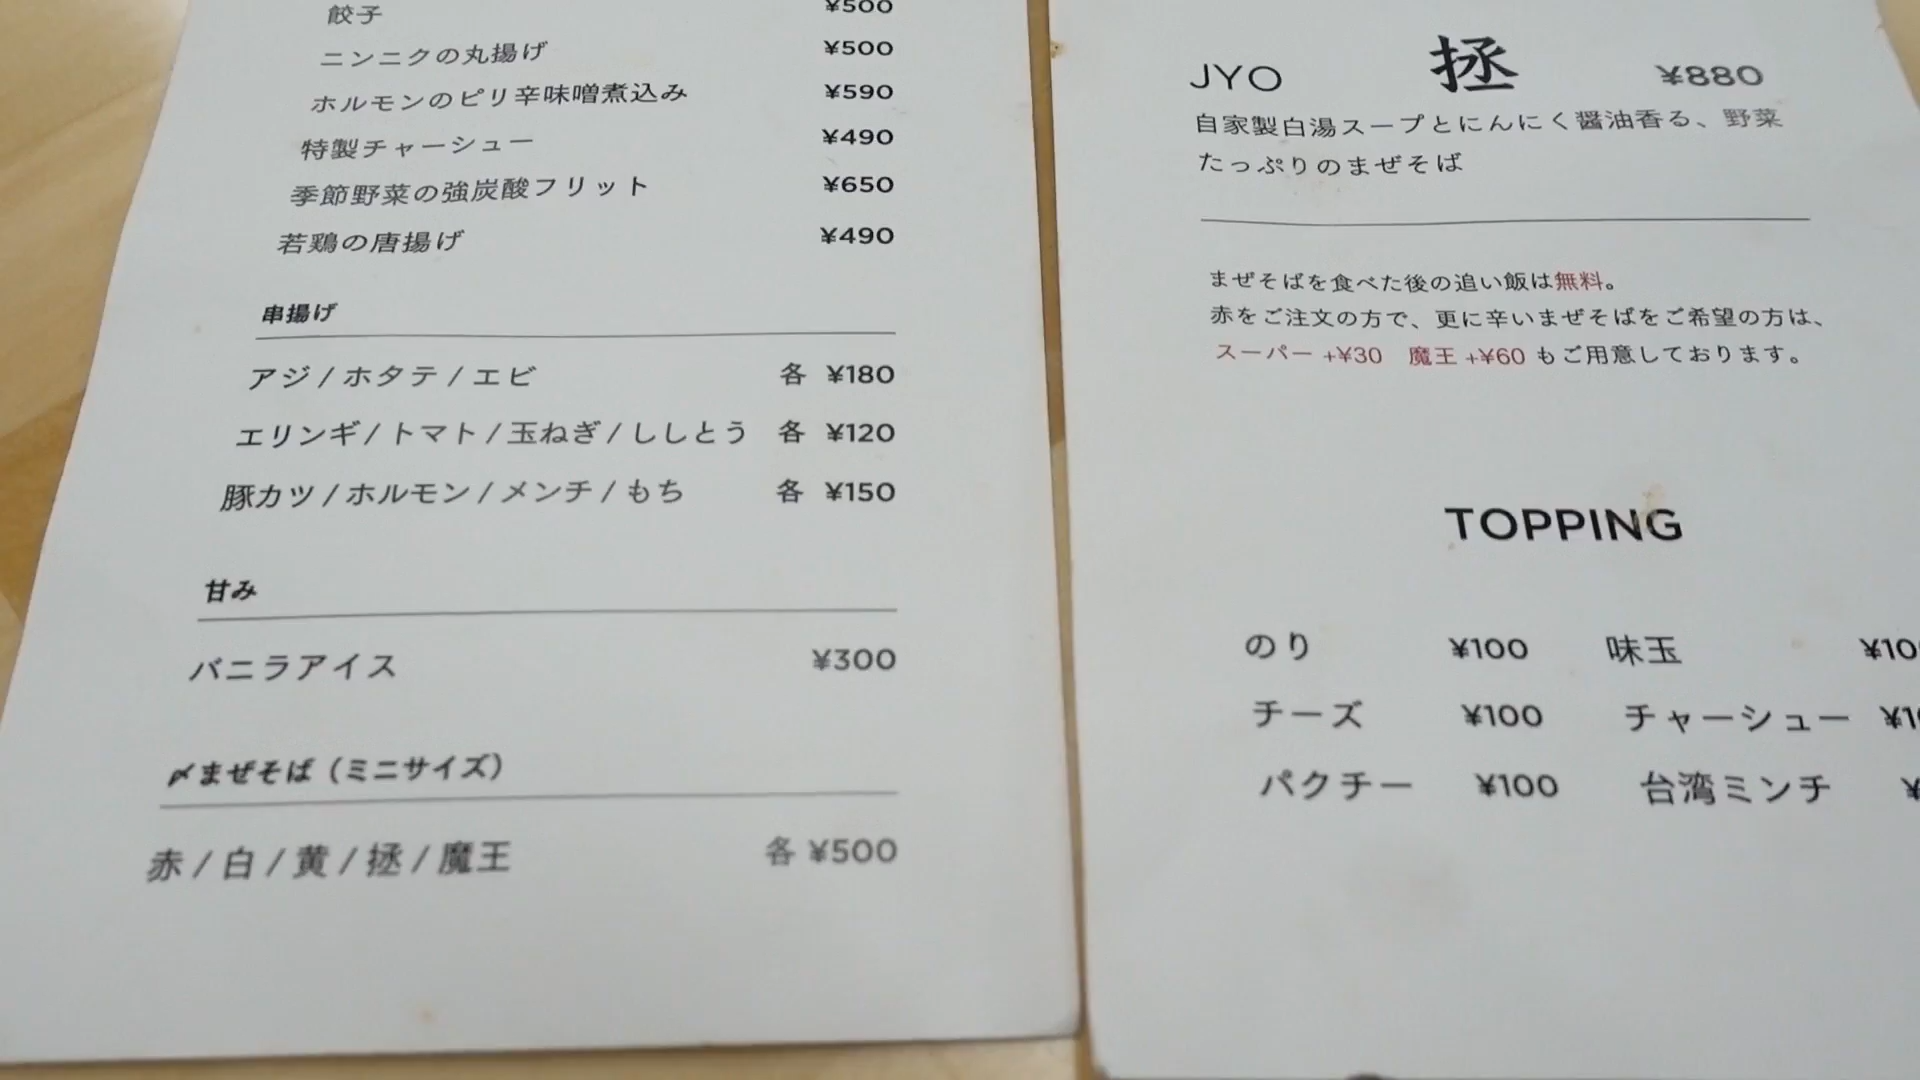 餃子 ¥500
ニンニクの丸揚げ ¥500
ホルモンのピリ辛味噌煮込み ¥590
特製チャーシュー ¥490
季節野菜の強炭酸フリット ¥650
若鶏の唐揚げ ¥490
串揚げ
アジ/ホタテ/エビ 各 ¥180
エリンギ/トマト/玉ねぎ/ししとう 各 ¥120
豚カツ/ホルモン/メンチ/もち 各 ¥150
甘み
バニラアイス ¥300
〆まぜそば（ミニサイズ）
赤/白/黄/拯/魔王 各 ¥500
JYO 拯 ¥880
自家製白湯スープとにんにく醤油香る、野菜
たっぷりのまぜそば
まぜそばを食べた後の追い飯は無料。
赤をご注文の方で、更に辛いまぜそばをご希望の方は、
スーパー +¥30 魔王 +¥60 もご用意しております。
TOPPING
のり ¥100 味玉
チーズ ¥100 チャーシュー
パクチー ¥100 台湾ミンチ